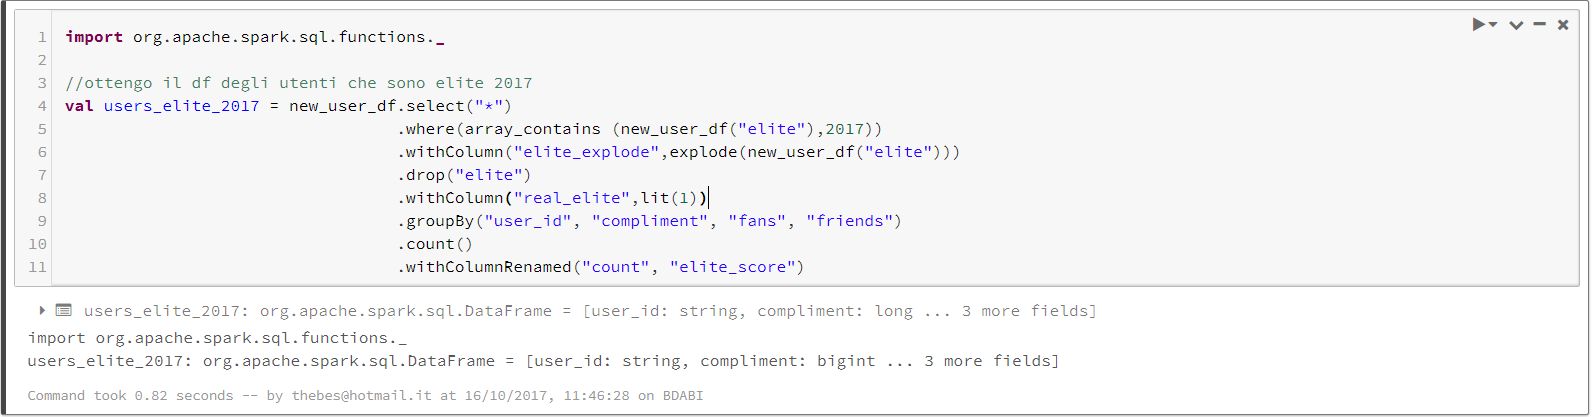 1 import org.apache.spark.sql.functions._
2
3 //ottengo il df degli utenti che sono elite 2017
4 val users_elite_2017 = new_user_df.select("*")
5 .where(array_contains (new_user_df("elite"),2017))
6 .withColumn("elite_explode",explode(new_user_df("elite")))
7 .drop("elite")
8 .withColumn("real_elite",lit(1))
9 .groupBy("user_id", "compliment", "fans", "friends")
10 .count()
11 .withColumnRenamed("count", "elite_score")
users_elite_2017: org.apache.spark.sql.DataFrame = [user_id: string, compliment: long ... 3 more fields]
import org.apache.spark.sql.functions._
users_elite_2017: org.apache.spark.sql.DataFrame = [user_id: string, compliment: bigint ... 3 more fields]
Command took 0.82 seconds -- by thebes@hotmail.it at 16/10/2017, 11:46:28 on BDABI